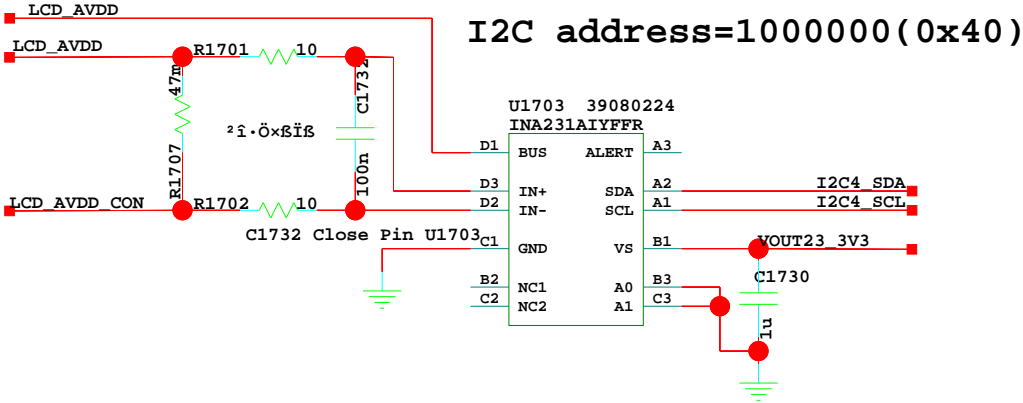 LCD_AVDD
I2C address=1000000(0x40)
LCD_AVDD
R1701
10
47m
C1732
U1703 39080224
INA231AIYFFR
²î·Ö×ßÏß
D1
BUS
ALERT
A3
100n
R1707
D3
IN+
SDA
A2
I2C4_SDA
LCD_AVDD_CON
R1702
10
D2
IN-
SCL
A1
I2C4_SCL
C1732 Close Pin U1703
C1
GND
VS
B1
VOUT23_3V3
B2
NC1
A0
B3
C1730
C2
NC2
A1
C3
1u